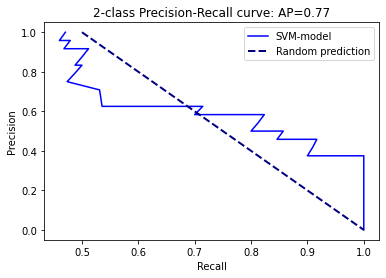 2-class Precision-Recall curve: AP=0.77
SVM-model
Random prediction
Precision
1.0
0.8
0.6
0.4
0.2
0.0
0.5
0.6
0.7
0.8
0.9
1.0
Recall